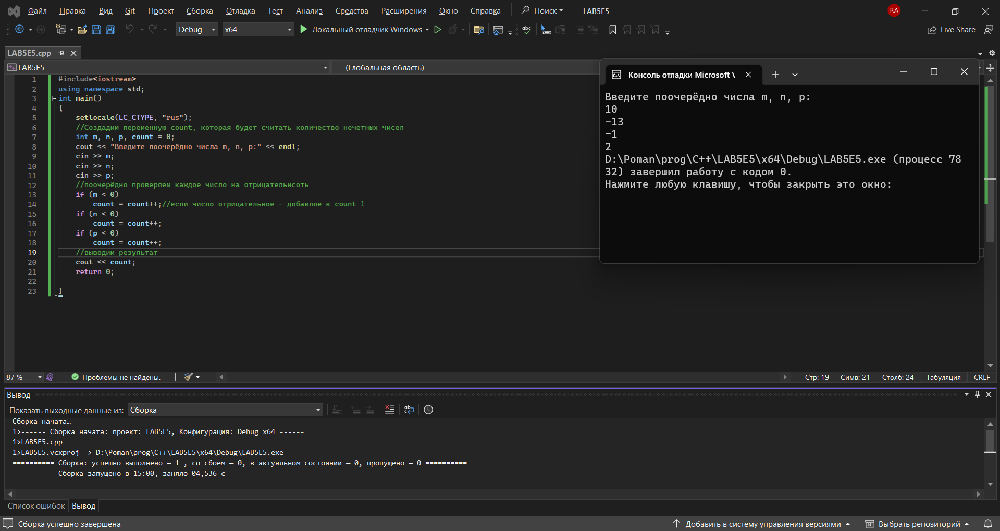 Файл Правка Вид Git Проект Сборка Отладка Тест Анализ Средства Расширения Окно Справка Поиск LAB5E5 RA
Debug x64 Локальный отладчик Windows Live Share
LAB5E5.cpp
LAB5E5 (Глобальная область)
1 #include<iostream>
2 using namespace std;
3 int main()
4 {
5 setlocale(LC_CTYPE, "rus");
6 //Создадим переменную count, которая будет считать количество нечетных чисел
7 int m, n, p, count = 0;
8 cout << "Введите поочерёдно числа m, n, p:" << endl;
9 cin >> m;
10 cin >> n;
11 cin >> p;
12 //поочерёдно проверяем каждое число на отрицательнсоть
13 if (m < 0)
14 count = count++;//если число отрицательное - добавляе к count 1
15 if (n < 0)
16 count = count++;
17 if (p < 0)
18 count = count++;
19 //выводим результат
20 cout << count;
21 return 0;
22
23 }
Консоль отладки Microsoft V
Введите поочерёдно числа m, n, p:
10
-13
-1
2
D:\Poman\prog\C++\LAB5E5\x64\Debug\LAB5E5.exe (процесс 78
32) завершил работу с кодом 0.
Нажмите любую клавишу, чтобы закрыть это окно:
87 % Проблемы не найдены. Стр: 19 Симв: 21 Столб: 24 Табуляция CRLF
Вывод
Показать выходные данные из: Сборка
Сборка начата…
1>------ Сборка начата: проект: LAB5E5, Конфигурация: Debug x64 ------
1>LAB5E5.cpp
1>LAB5E5.vcxproj -> D:\Poman\prog\C++\LAB5E5\x64\Debug\LAB5E5.exe
========== Сборка: успешно выполнено — 1 , со сбоем — 0, в актуальном состоянии — 0, пропущено — 0 ==========
========== Сборка запущено в 15:00, заняло 04,536 с ==========
Список ошибок Вывод
Сборка успешно завершена Добавить в систему управления версиями Выбрать репозиторий